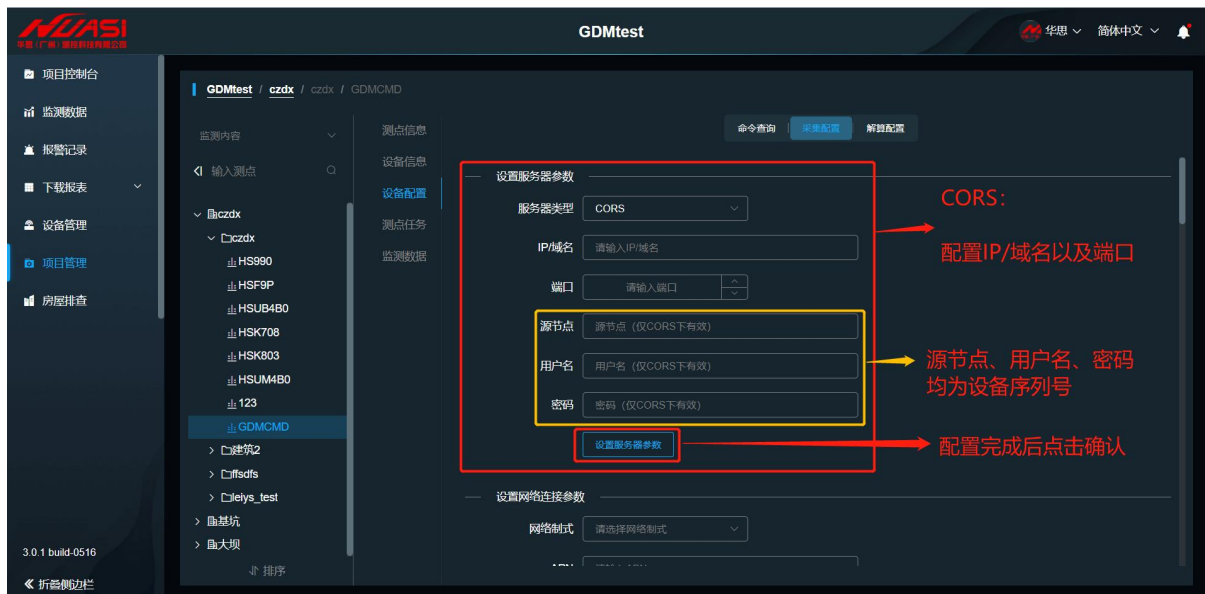 HUASI
华思（广州）测控科技有限公司
GDMtest
华思
简体中文
项目控制台
监测数据
报警记录
下载报表
设备管理
项目管理
房屋排查
3.0.1 build-0516
折叠侧边栏
GDMtest / czdx / czdx / GDMCMD
监测内容
输入测点
czdx
czdx
HS990
HSF9P
HSUB4B0
HSK708
HSK803
HSUM4B0
123
GDMCMD
建筑2
ffsdfs
leiys_test
基坑
大坝
排序
测点信息
设备信息
设备配置
测点任务
监测数据
命令查询 采集配置 解算配置
设置服务器参数
服务器类型 CORS
IP/域名 请输入IP/域名
端口 请输入端口
源节点 源节点（仅CORS下有效）
用户名 用户名（仅CORS下有效）
密码 密码（仅CORS下有效）
设置服务器参数
CORS：
配置IP/域名以及端口
源节点、用户名、密码
均为设备序列号
配置完成后点击确认
设置网络连接参数
网络制式 请选择网络制式